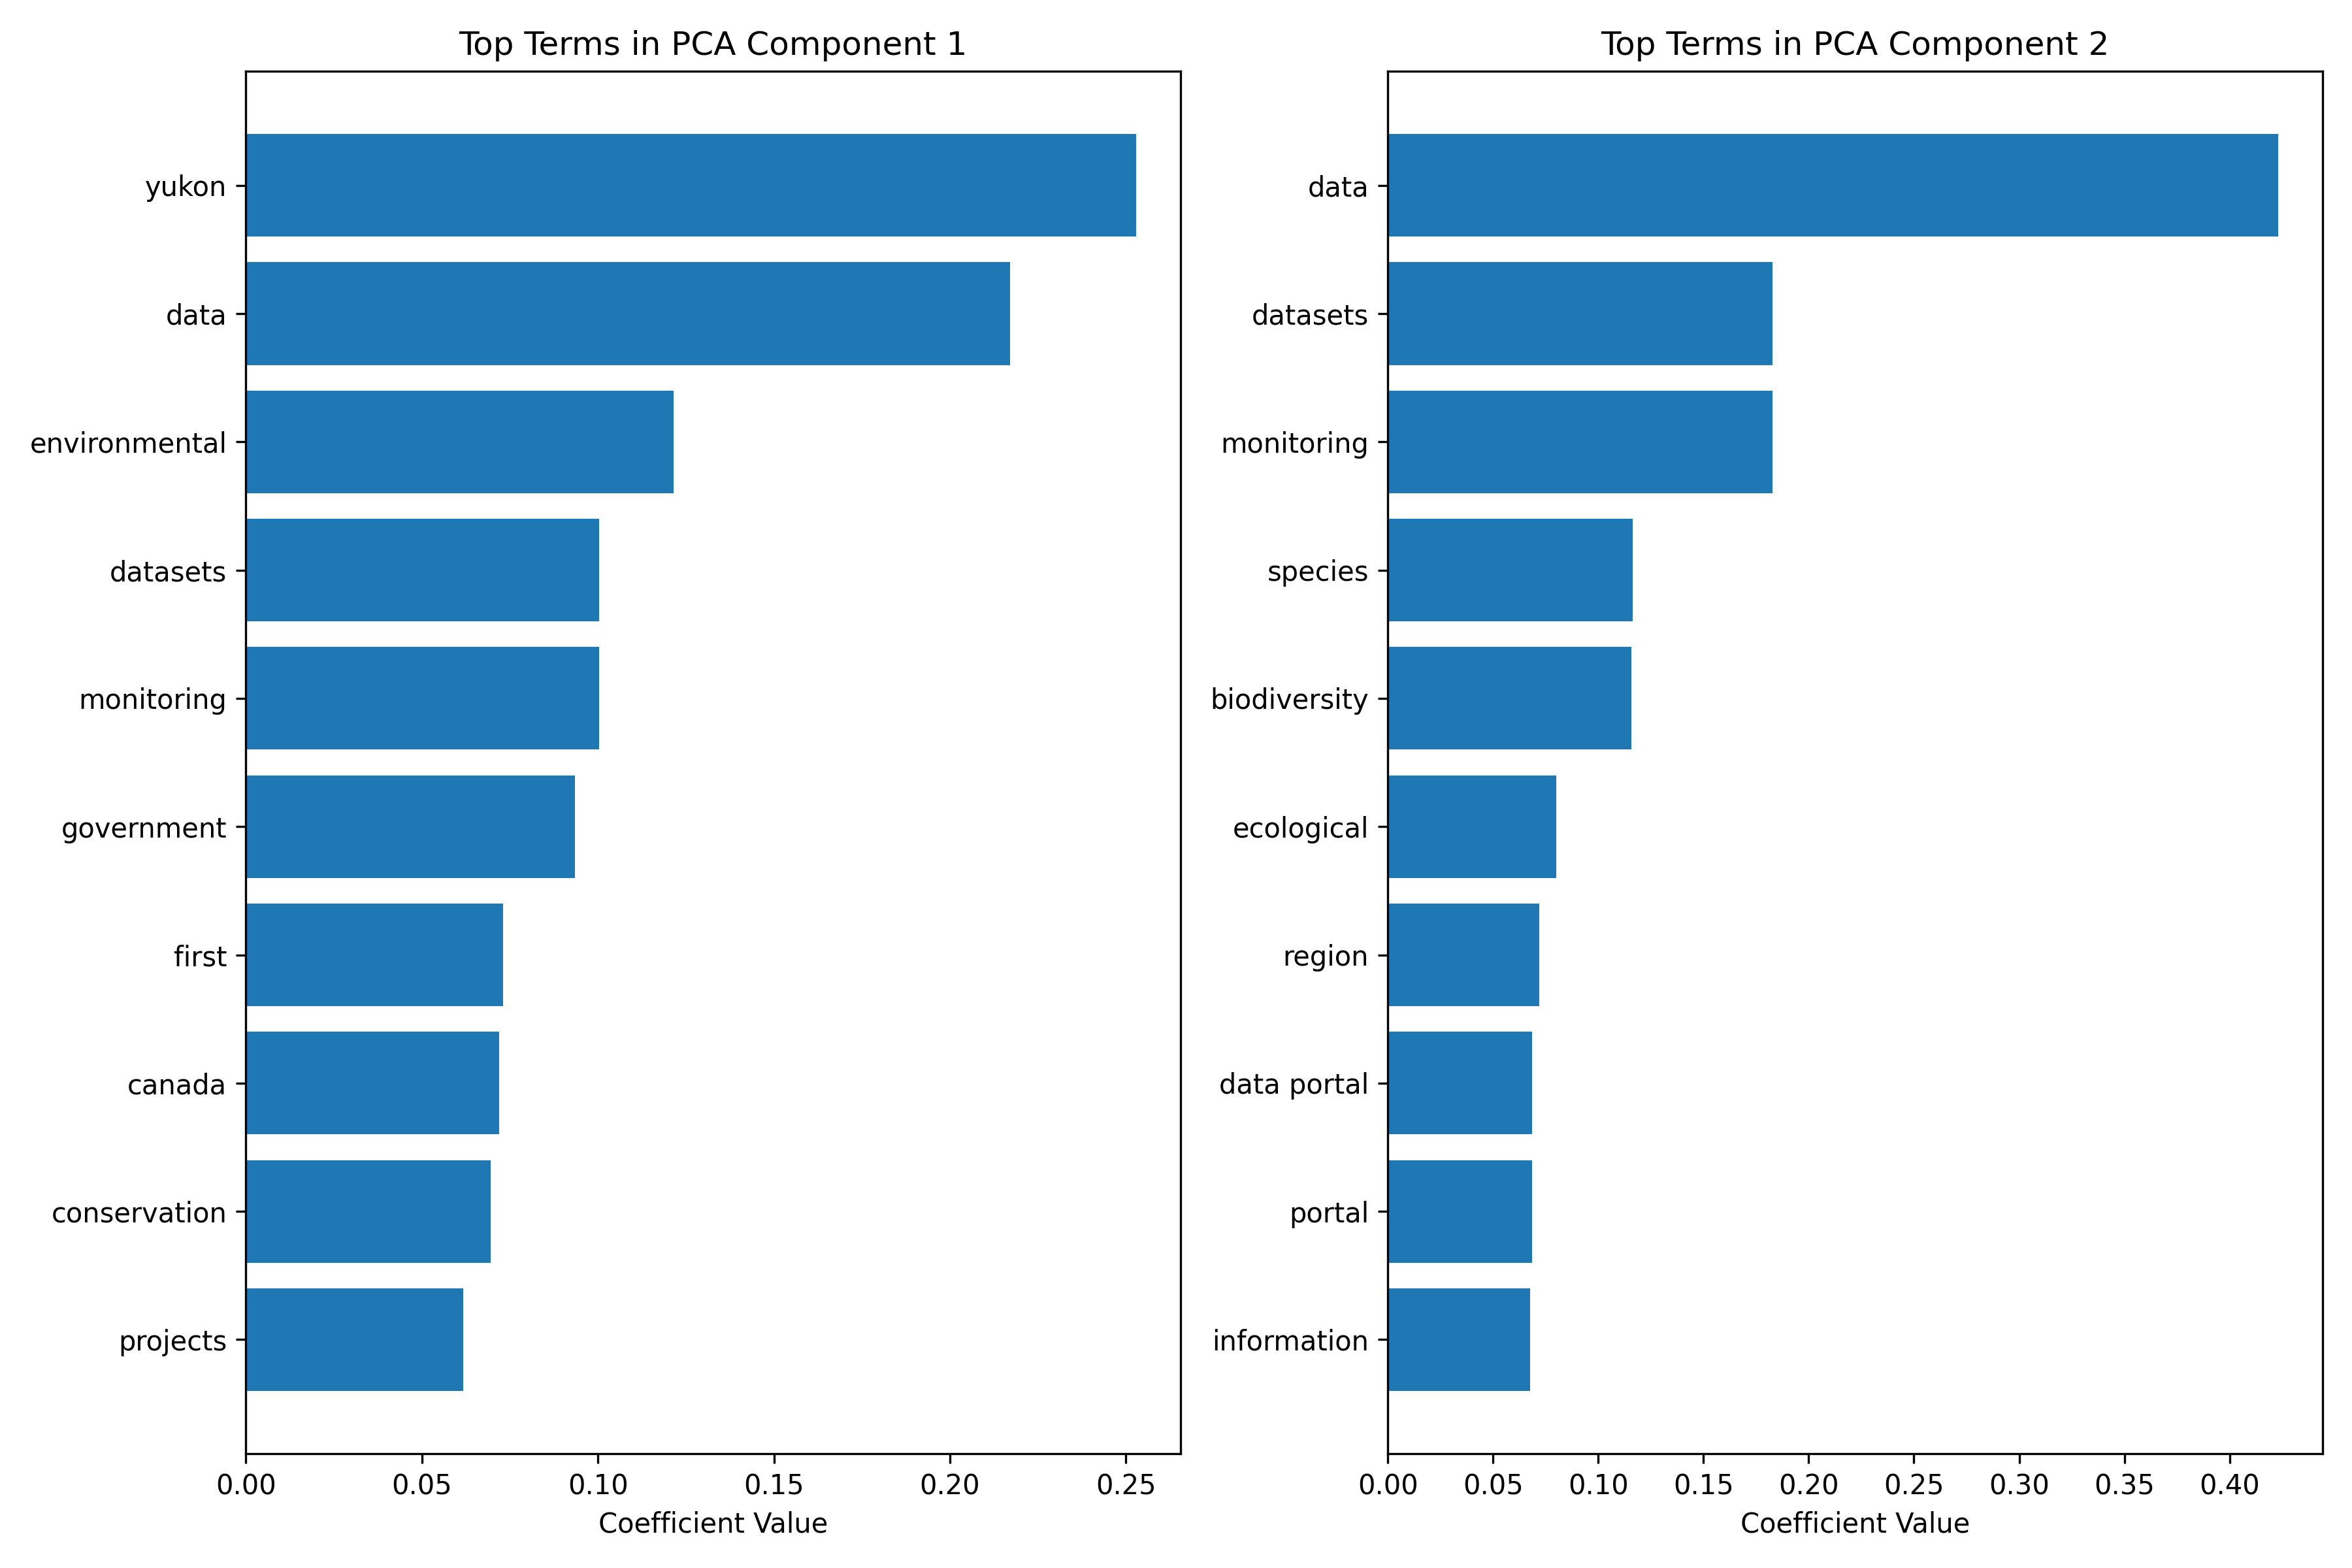 Top Terms in PCA Component 1
yukon
data
environmental
datasets
monitoring
government
first
canada
conservation
projects
0.00 0.05 0.10 0.15 0.20 0.25
Coefficient Value
Top Terms in PCA Component 2
data
datasets
monitoring
species
biodiversity
ecological
region
data portal
portal
information
0.00 0.05 0.10 0.15 0.20 0.25 0.30 0.35 0.40
Coefficient Value